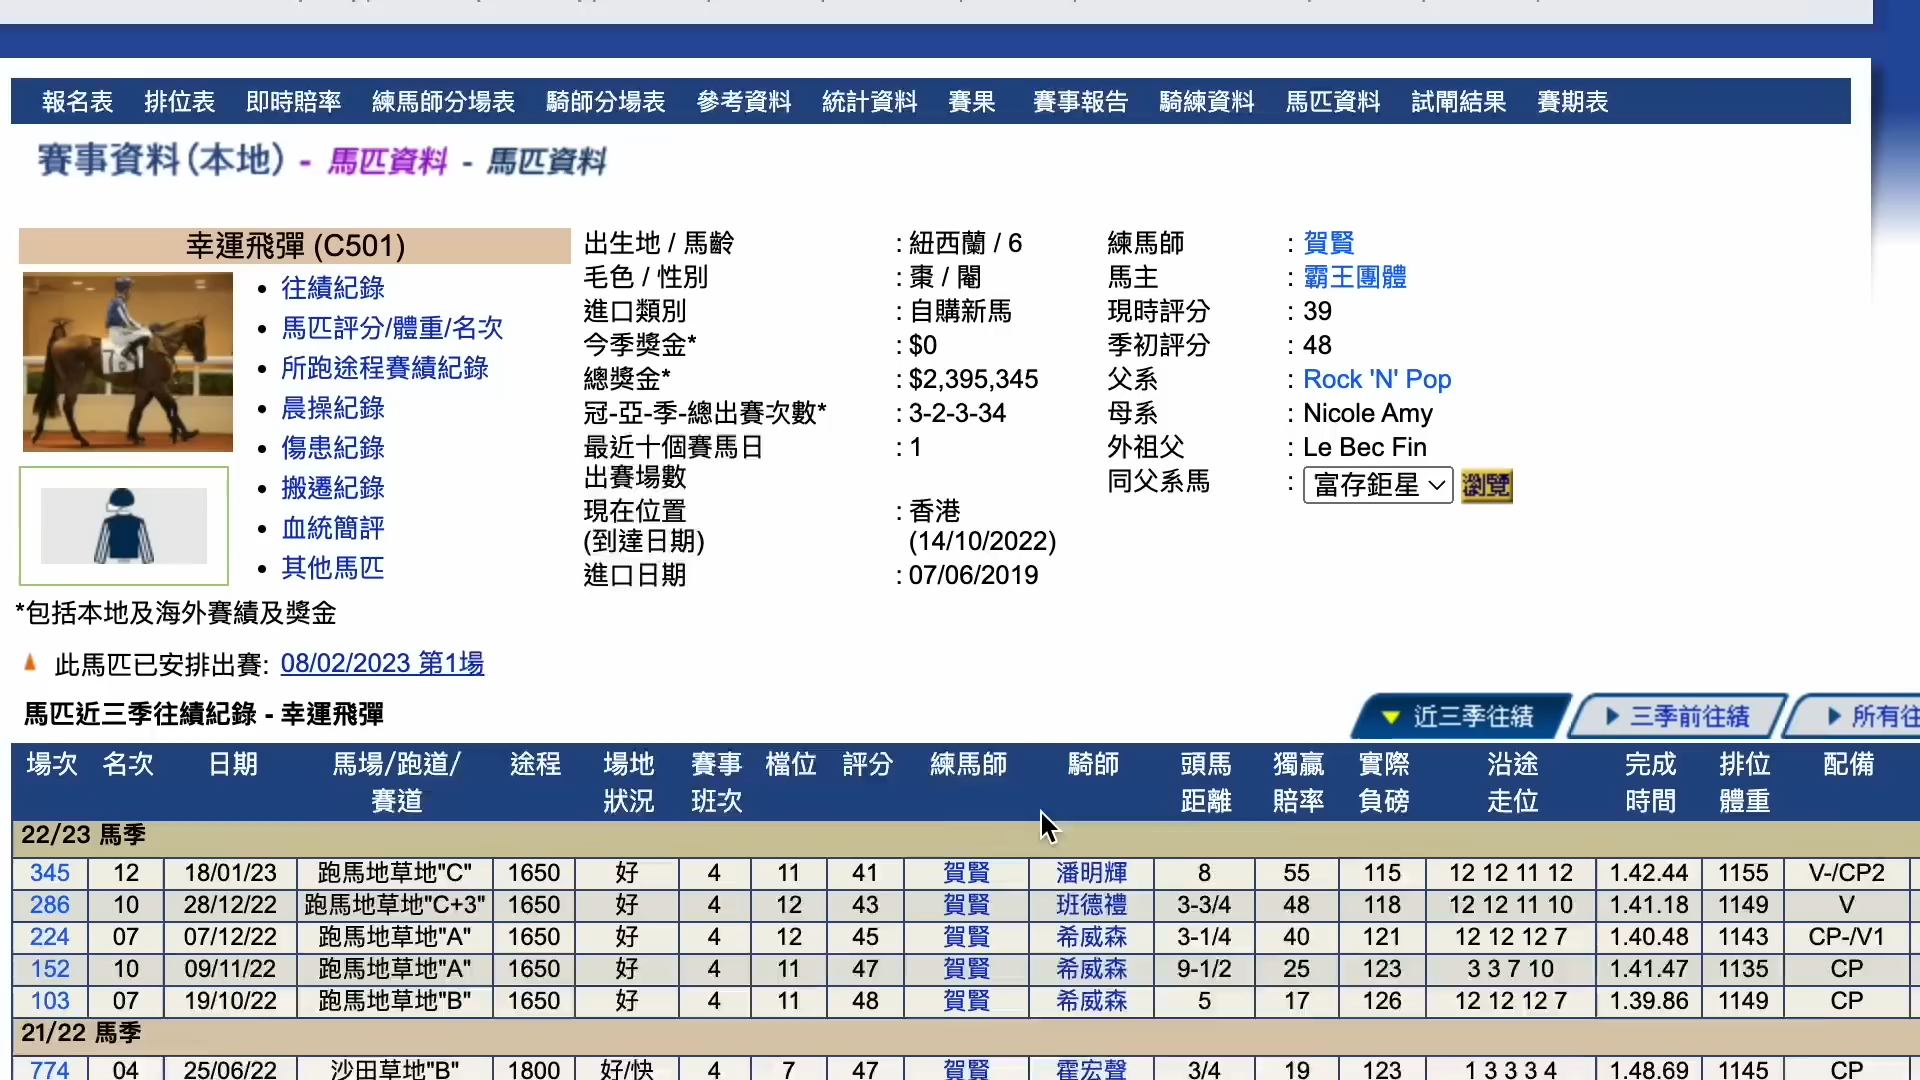 報名表 排位表 即時賠率 練馬師分場表 騎師分場表 參考資料 統計資料 賽果 賽事報告 騎練資料 馬匹資料 試閘結果 賽期表
賽事資料(本地) - 馬匹資料 - 馬匹資料
幸運飛彈 (C501)
往績紀錄
馬匹評分/體重/名次
所跑途程賽績紀錄
晨操紀錄
傷患紀錄
搬遷紀錄
血統簡評
其他馬匹
出生地 / 馬齡 : 紐西蘭 / 6
毛色 / 性別 : 棗 / 閹
進口類別 : 自購新馬
今季獎金* : $0
總獎金* : $2,395,345
冠-亞-季-總出賽次數* : 3-2-3-34
最近十個賽馬日 : 1
出賽場數
現在位置 : 香港
(到達日期) (14/10/2022)
進口日期 : 07/06/2019
練馬師 : 賀賢
馬主 : 霸王團體
現時評分 : 39
季初評分 : 48
父系 : Rock 'N' Pop
母系 : Nicole Amy
外祖父 : Le Bec Fin
同父系馬 : 富存鉅星 瀏覽
*包括本地及海外賽績及獎金
此馬匹已安排出賽: 08/02/2023 第1場
馬匹近三季往績紀錄 - 幸運飛彈
近三季往績 三季前往績 所有往
場次 名次 日期 馬場/跑道/ 途程 場地 賽事 檔位 評分 練馬師 騎師 頭馬 獨贏 實際 沿途 完成 排位 配備
賽道 狀況 班次 距離 賠率 負磅 走位 時間 體重
22/23 馬季
345 12 18/01/23 跑馬地草地"C" 1650 好 4 11 41 賀賢 潘明輝 8 55 115 12 12 11 12 1.42.44 1155 V-/CP2
286 10 28/12/22 跑馬地草地"C+3" 1650 好 4 12 43 賀賢 班德禮 3-3/4 48 118 12 12 11 10 1.41.18 1149 V
224 07 07/12/22 跑馬地草地"A" 1650 好 4 12 45 賀賢 希威森 3-1/4 40 121 12 12 12 7 1.40.48 1143 CP-/V1
152 10 09/11/22 跑馬地草地"A" 1650 好 4 11 47 賀賢 希威森 9-1/2 25 123 3 3 7 10 1.41.47 1135 CP
103 07 19/10/22 跑馬地草地"B" 1650 好 4 11 48 賀賢 希威森 5 17 126 12 12 12 7 1.39.86 1149 CP
21/22 馬季
774 04 25/06/22 沙田草地"B" 1800 好/快 4 7 47 賀賢 霍宏聲 3/4 19 123 1 3 3 3 4 1.48.69 1145 CP